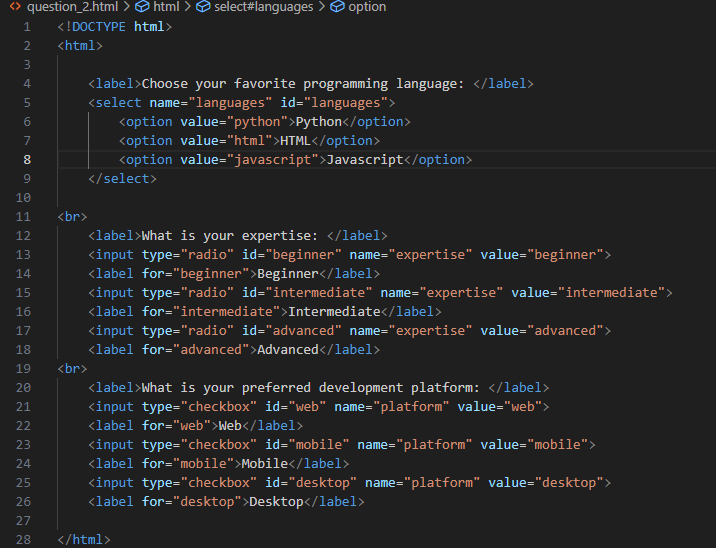 question_2.html > html > select#languages > option
1 <!DOCTYPE html>
2 <html>
3
4 <label>Choose your favorite programming language: </label>
5 <select name="languages" id="languages">
6 <option value="python">Python</option>
7 <option value="html">HTML</option>
8 <option value="javascript">Javascript</option>
9 </select>
10
11 <br>
12 <label>What is your expertise: </label>
13 <input type="radio" id="beginner" name="expertise" value="beginner">
14 <label for="beginner">Beginner</label>
15 <input type="radio" id="intermediate" name="expertise" value="intermediate">
16 <label for="intermediate">Intermediate</label>
17 <input type="radio" id="advanced" name="expertise" value="advanced">
18 <label for="advanced">Advanced</label>
19 <br>
20 <label>What is your preferred development platform: </label>
21 <input type="checkbox" id="web" name="platform" value="web">
22 <label for="web">Web</label>
23 <input type="checkbox" id="mobile" name="platform" value="mobile">
24 <label for="mobile">Mobile</label>
25 <input type="checkbox" id="desktop" name="platform" value="desktop">
26 <label for="desktop">Desktop</label>
27
28 </html>